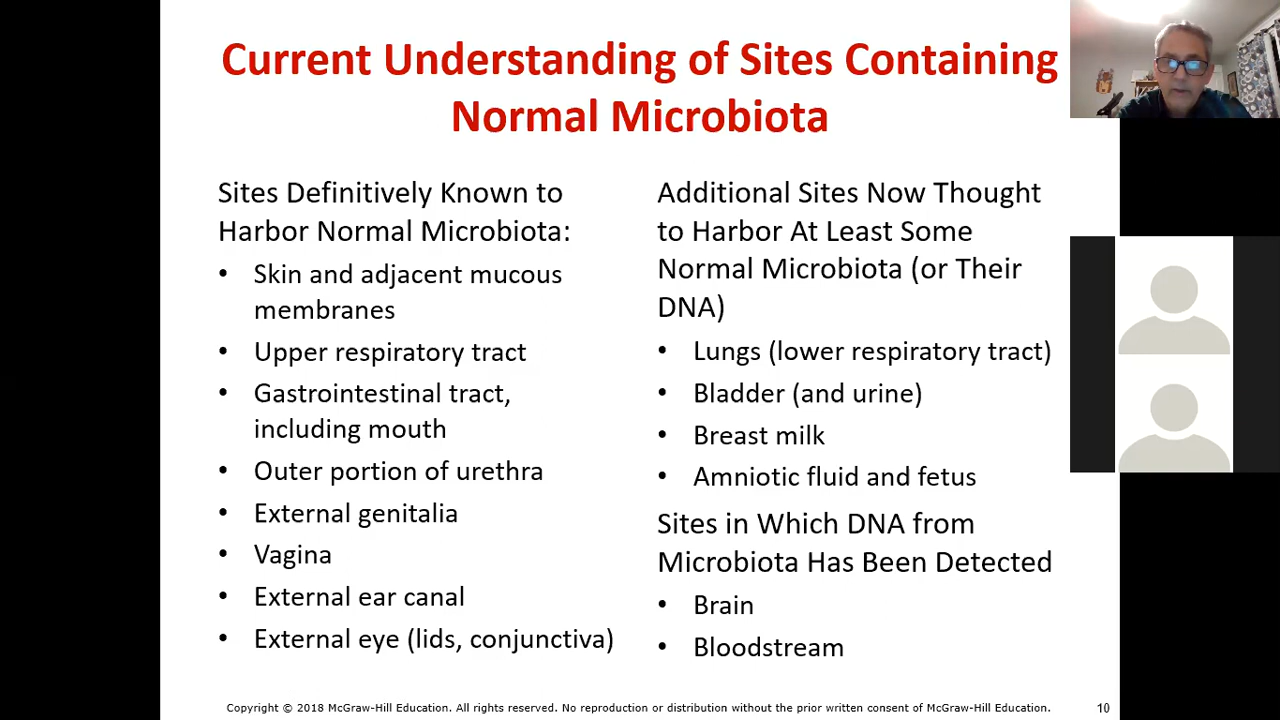 Current Understanding of Sites Containing
Normal Microbiota
Sites Definitively Known to
Harbor Normal Microbiota:
• Skin and adjacent mucous
membranes
• Upper respiratory tract
• Gastrointestinal tract,
including mouth
• Outer portion of urethra
• External genitalia
• Vagina
• External ear canal
• External eye (lids, conjunctiva)
Additional Sites Now Thought
to Harbor At Least Some
Normal Microbiota (or Their
DNA)
• Lungs (lower respiratory tract)
• Bladder (and urine)
• Breast milk
• Amniotic fluid and fetus
Sites in Which DNA from
Microbiota Has Been Detected
• Brain
• Bloodstream
Copyright © 2018 McGraw-Hill Education. All rights reserved. No reproduction or distribution without the prior written consent of McGraw-Hill Education.
10